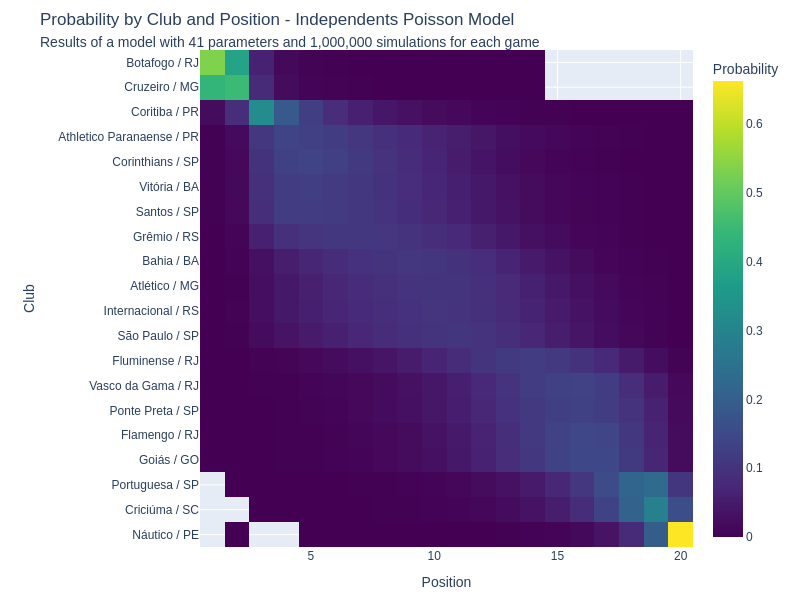 Probability by Club and Position - Independents Poisson Model
Results of a model with 41 parameters and 1,000,000 simulations for each game
Probability
Botafogo / RJ
Cruzeiro / MG
Coritiba / PR
Athletico Paranaense / PR
Corinthians / SP
Vitória / BA
Santos / SP
Grêmio / RS
Bahia / BA
Atlético / MG
Internacional / RS
São Paulo / SP
Fluminense / RJ
Vasco da Gama / RJ
Ponte Preta / SP
Flamengo / RJ
Goiás / GO
Portuguesa / SP
Criciúma / SC
Náutico / PE
Club
5
10
15
20
Position
0.6
0.5
0.4
0.3
0.2
0.1
0